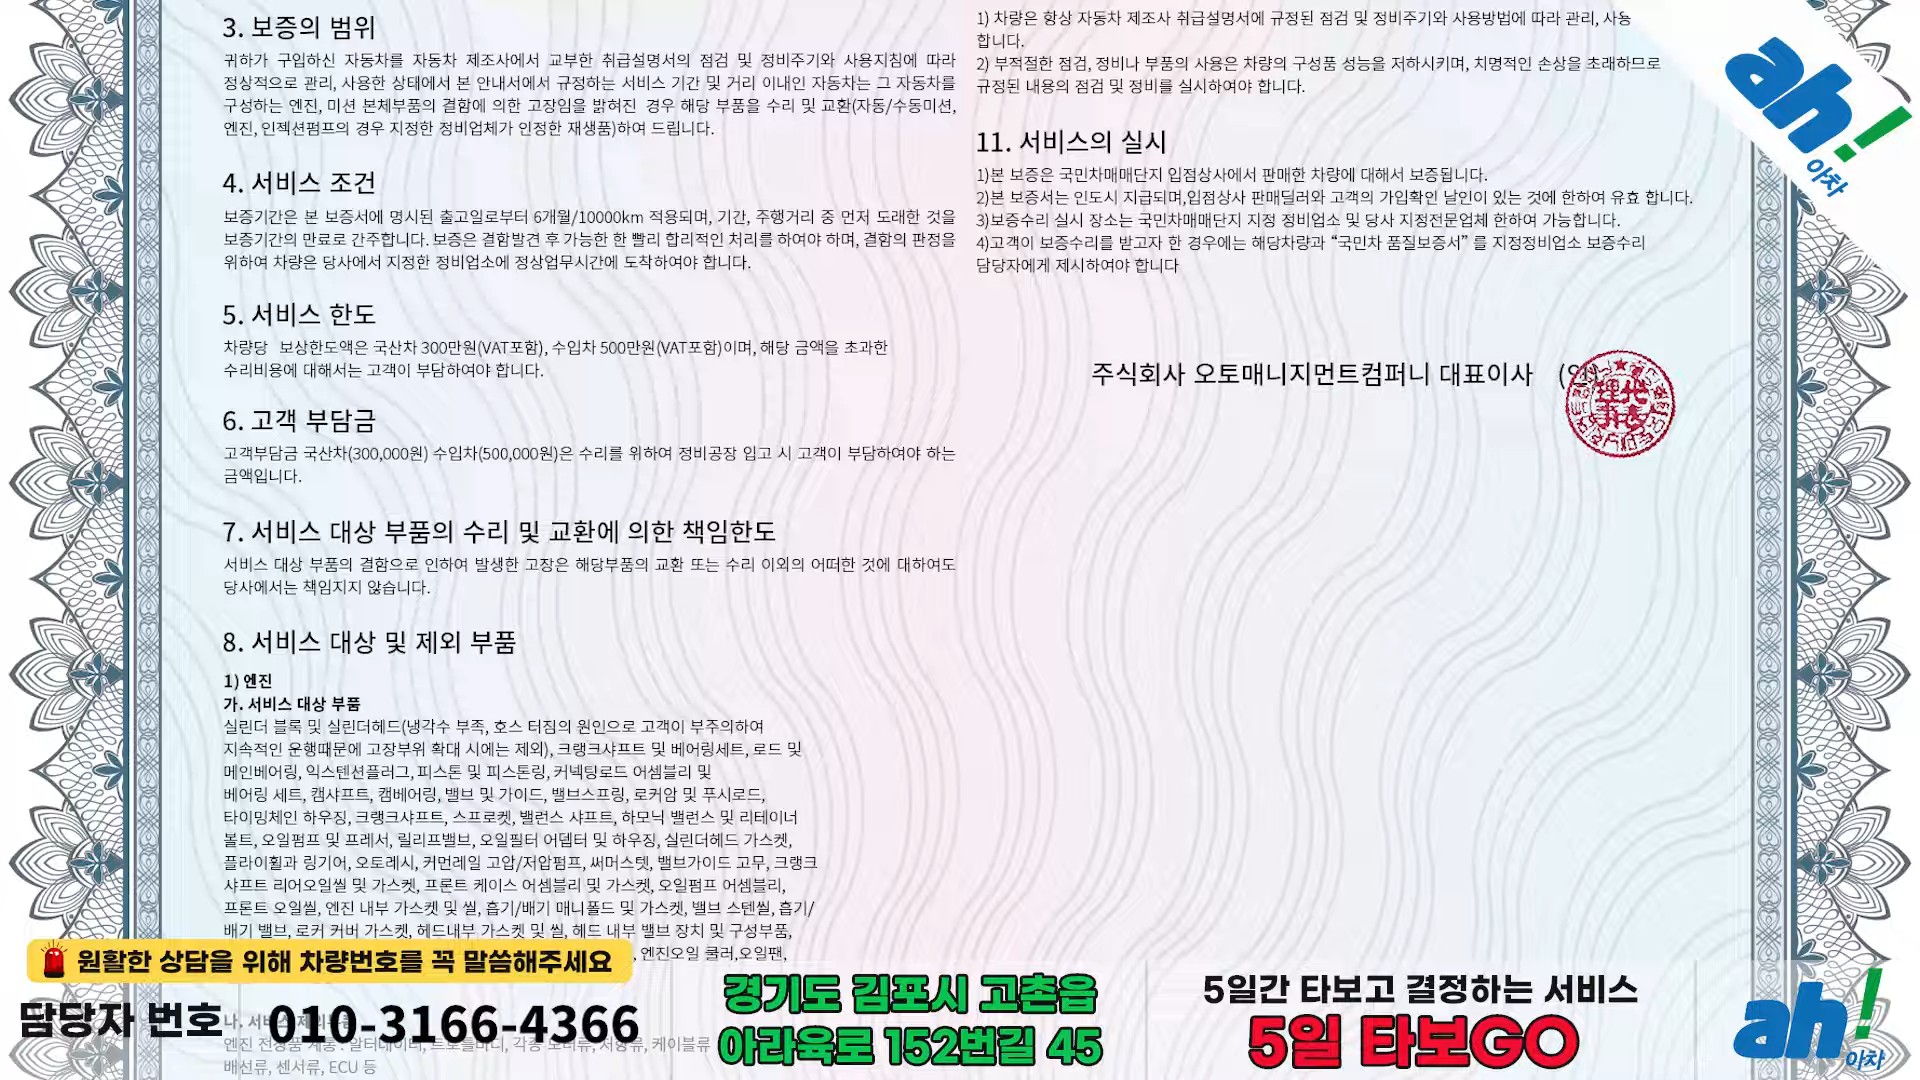 3. 보증의 범위
귀하가 구입하신 자동차를 자동차 제조사에서 교부한 취급설명서의 점검 및 정비주기와 사용지침에 따라
정상적으로 관리, 사용한 상태에서 본 안내서에서 규정하는 서비스 기간 및 거리 이내인 자동차는 그 자동차를
구성하는 엔진, 미션 본체부품의 결함에 의한 고장임을 밝혀진 경우 해당 부품을 수리 및 교환(자동/수동미션,
엔진, 인젝션펌프의 경우 지정한 정비업체가 인정한 재생품)하여 드립니다.
4. 서비스 조건
보증기간은 본 보증서에 명시된 출고일로부터 6개월/10000km 적용되며, 기간, 주행거리 중 먼저 도래한 것을
보증기간의 만료로 간주합니다. 보증은 결함발견 후 가능한 한 빨리 합리적인 처리를 하여야 하며, 결함의 판정을
위하여 차량은 당사에서 지정한 정비업소에 정상업무시간에 도착하여야 합니다.
5. 서비스 한도
차량당 보상한도액은 국산차 300만원(VAT포함), 수입차 500만원(VAT포함)이며, 해당 금액을 초과한
수리비용에 대해서는 고객이 부담하여야 합니다.
6. 고객 부담금
고객부담금 국산차(300,000원) 수입차(500,000원)은 수리를 위하여 정비공장 입고 시 고객이 부담하여야 하는
금액입니다.
7. 서비스 대상 부품의 수리 및 교환에 의한 책임한도
서비스 대상 부품의 결함으로 인하여 발생한 고장은 해당부품의 교환 또는 수리 이외의 어떠한 것에 대하여도
당사에서는 책임지지 않습니다.
8. 서비스 대상 및 제외 부품
1) 엔진
가. 서비스 대상 부품
실린더 블록 및 실린더헤드(냉각수 부족, 호스 터짐의 원인으로 고객이 부주의하여
지속적인 운행때문에 고장부위 확대 시에는 제외), 크랭크샤프트 및 베어링세트, 로드 및
메인베어링, 익스텐션플러그, 피스톤 및 피스톤링, 커넥팅로드 어셈블리 및
베어링 세트, 캠샤프트, 캠베어링, 밸브 및 가이드, 밸브스프링, 로커암 및 푸시로드,
타이밍체인 하우징, 크랭크샤프트, 스프로켓, 밸런스 샤프트, 하모닉 밸런스 및 리테이너
볼트, 오일펌프 및 프레서, 릴리프밸브, 오일필터 어뎁터 및 하우징, 실린더헤드 가스켓,
플라이휠과 링기어, 오토래시, 커먼레일 고압/저압펌프, 써머스텟, 밸브가이드 고무, 크랭크
샤프트 리어오일씰 및 가스켓, 프론트 케이스 어셈블리 및 가스켓, 오일펌프 어셈블리,
프론트 오일씰, 엔진 내부 가스켓 및 씰, 흡기/배기 매니폴드 및 가스켓, 밸브 스텐씰, 흡기/
배기 밸브, 로커 커버 가스켓, 헤드내부 가스켓 및 씰, 헤드 내부 밸브 장치 및 구성부품,
, 엔진오일 쿨러,오일팬,
나. 서비스 제외부품
엔진 전장품 계통 : 알터네이터, 트로틀바디, 각종 모터류, 저항류, 케이블류
배선류, 센서류, ECU 등
1) 차량은 항상 자동차 제조사 취급설명서에 규정된 점검 및 정비주기와 사용방법에 따라 관리, 사용
합니다.
2) 부적절한 점검, 정비나 부품의 사용은 차량의 구성품 성능을 저하시키며, 치명적인 손상을 초래하므로
규정된 내용의 점검 및 정비를 실시하여야 합니다.
11. 서비스의 실시
1)본 보증은 국민차매매단지 입점상사에서 판매한 차량에 대해서 보증됩니다.
2)본 보증서는 인도시 지급되며,입점상사 판매딜러와 고객의 가입확인 날인이 있는 것에 한하여 유효 합니다.
3)보증수리 실시 장소는 국민차매매단지 지정 정비업소 및 당사 지정전문업체 한하여 가능합니다.
4)고객이 보증수리를 받고자 한 경우에는 해당차량과 “국민차 품질보증서” 를 지정정비업소 보증수리
담당자에게 제시하여야 합니다
주식회사 오토매니지먼트컴퍼니 대표이사 (인)
ah!
아차
원활한 상담을 위해 차량번호를 꼭 말씀해주세요
담당자 번호 010-3166-4366
경기도 김포시 고촌읍
아라육로 152번길 45
5일간 타보고 결정하는 서비스
5일 타보GO
ah!
아차